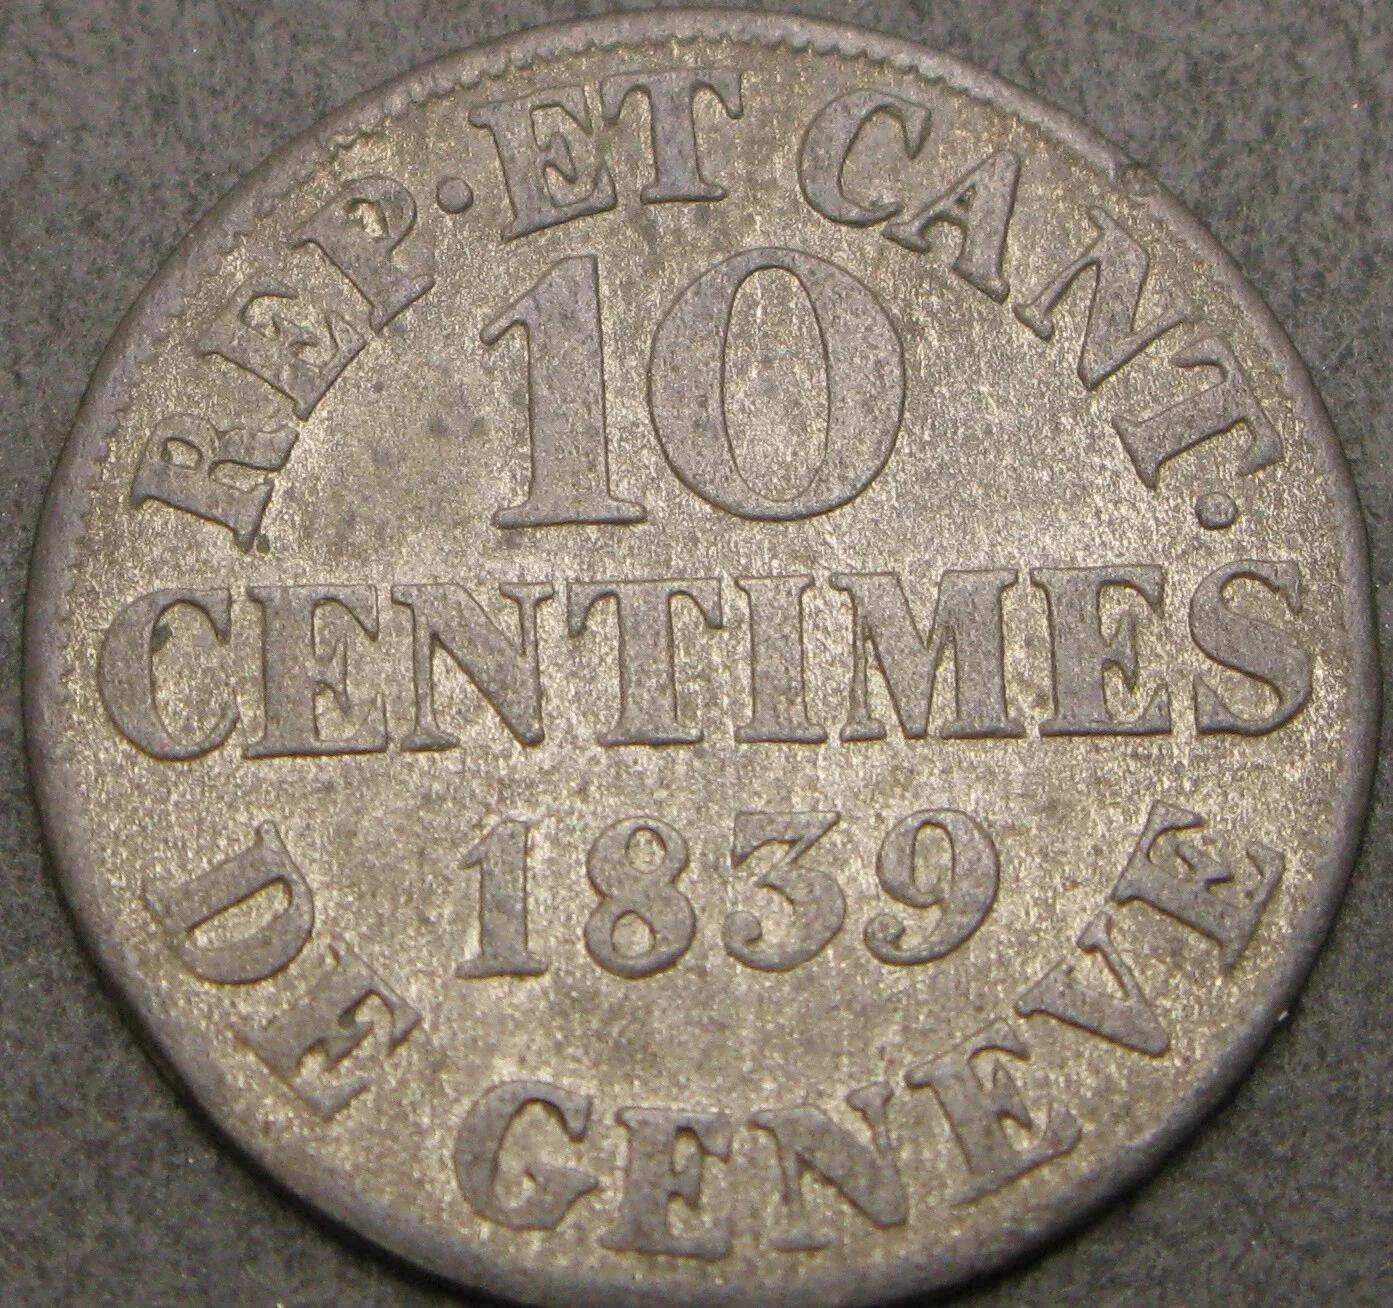 REP· ET CANT·
10
CENTIMES
1839
DE GENEVE